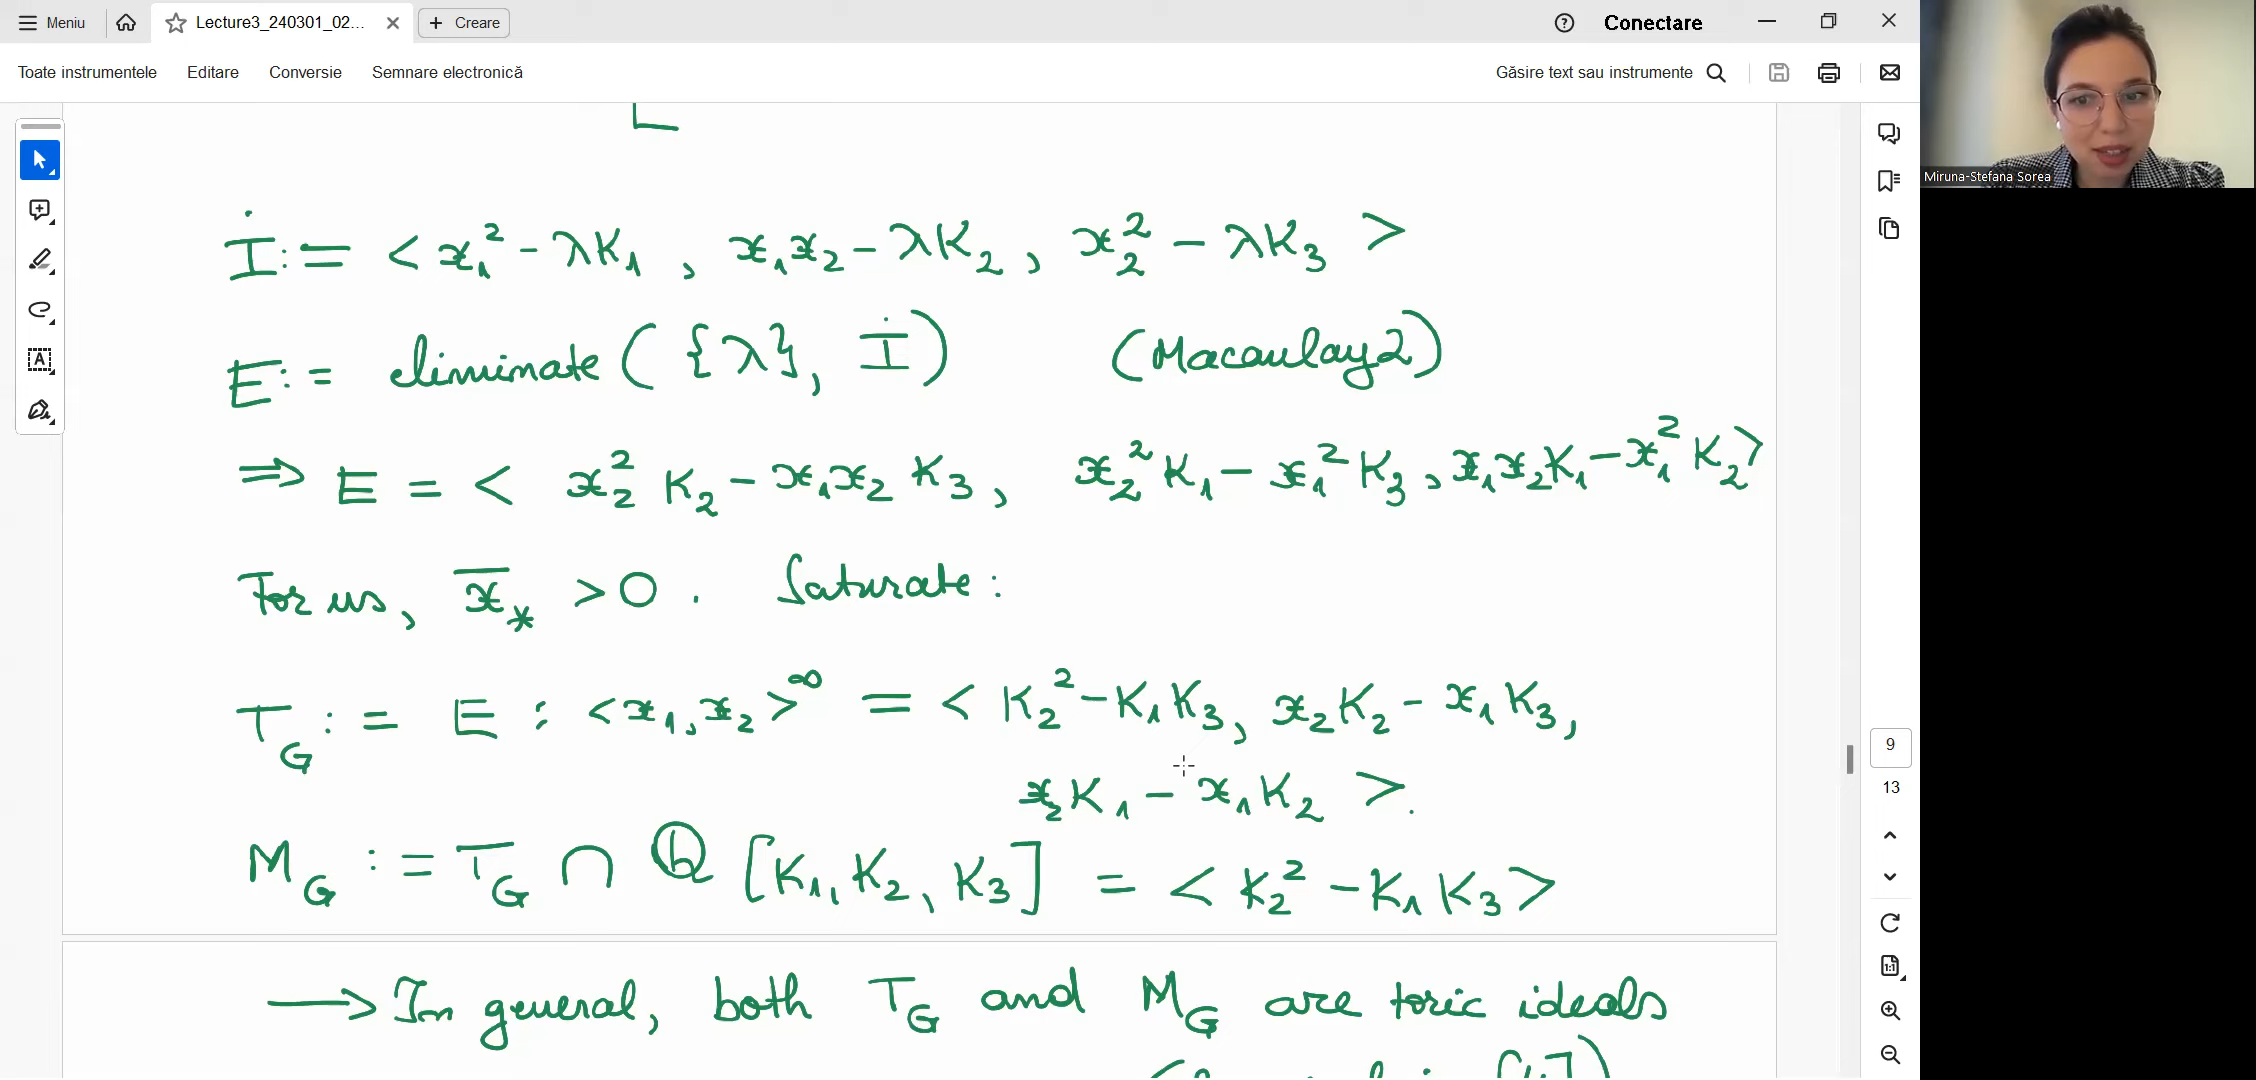 Meniu Lecture3_240301_02... + Creare Conectare
Toate instrumentele Editare Conversie Semnare electronică Găsire text sau instrumente
Miruna-Stefana Sorea
I := < x₁² - λK₁ , x₁x₂ - λK₂ , x₂² - λK₃ >
E := eliminate ( {λ}, I ) (Macaulay2)
⇒ E = < x₂² K₂ - x₁x₂ K₃ , x₂² K₁ - x₁² K₃ , x₁x₂K₁ - x₁² K₂ >
For us, x̄_* > 0 . Saturate :
T_G := E : < x₁, x₂ >^∞ = < K₂² - K₁K₃, x₂K₂ - x₁K₃,
x₂K₁ - x₁K₂ >.
M_G := T_G ∩ ℚ [K₁, K₂, K₃] = < K₂² - K₁K₃ >
→ In general, both T_G and M_G are toric ideals
9
13